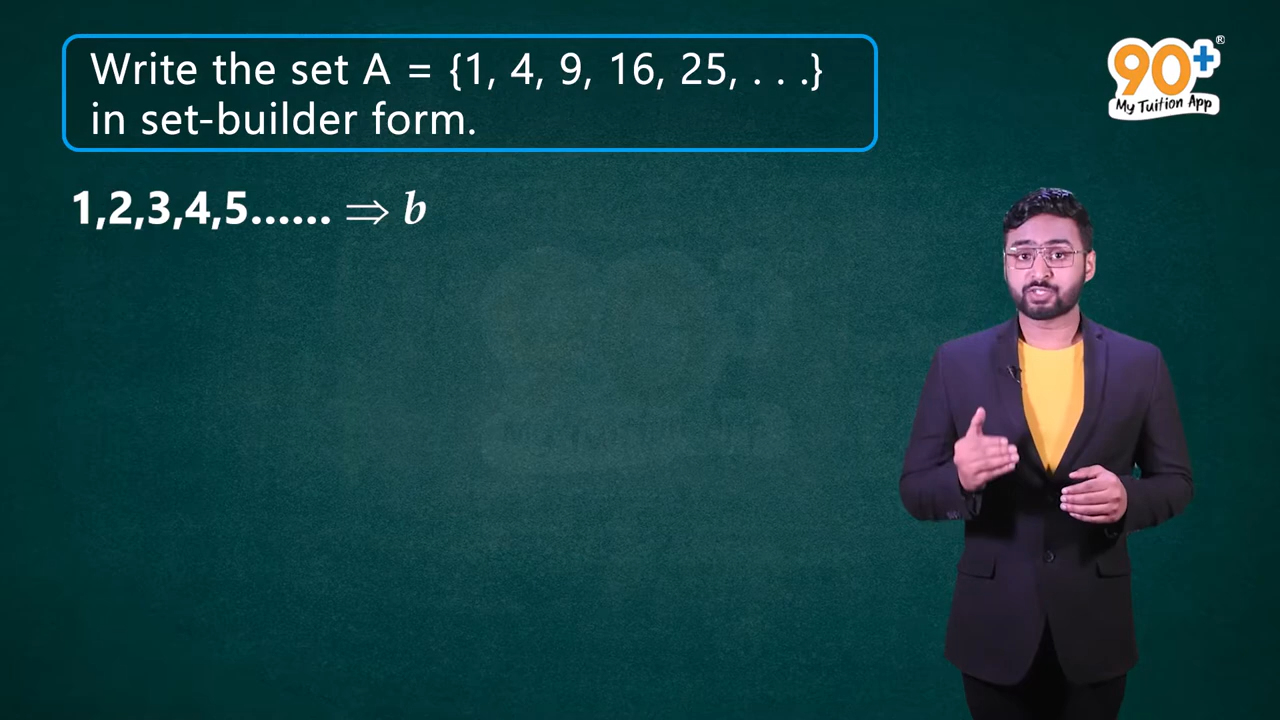 Write the set A = {1, 4, 9, 16, 25, . . .}
in set-builder form.
90+®
My Tuition App
1,2,3,4,5...... ⇒ b